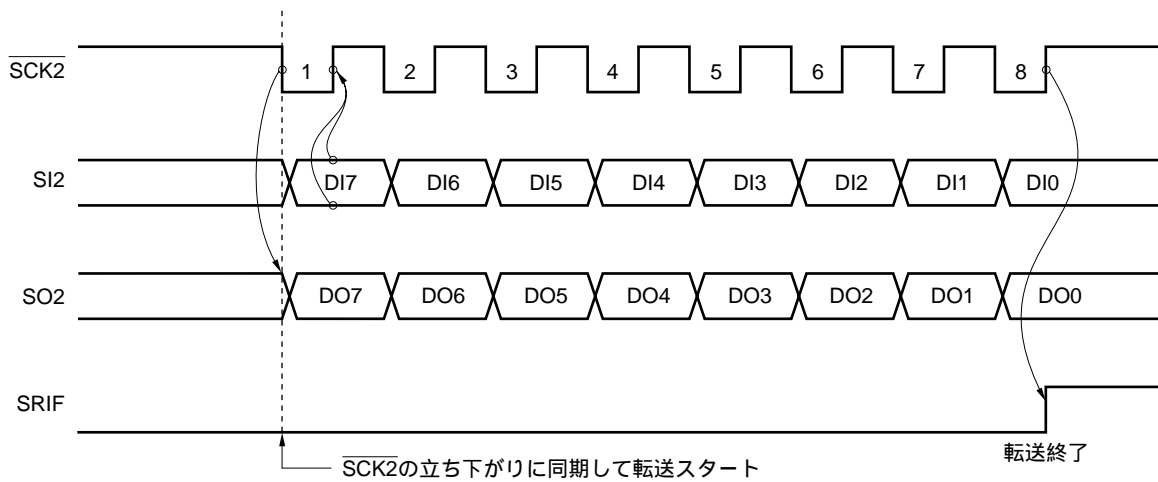 SCK2 1 2 3 4 5 6 7 8
SI2 DI7 DI6 DI5 DI4 DI3 DI2 DI1 DI0
SO2 DO7 DO6 DO5 DO4 DO3 DO2 DO1 DO0
SRIF
転送終了
SCK2の立ち下がりに同期して転送スタート